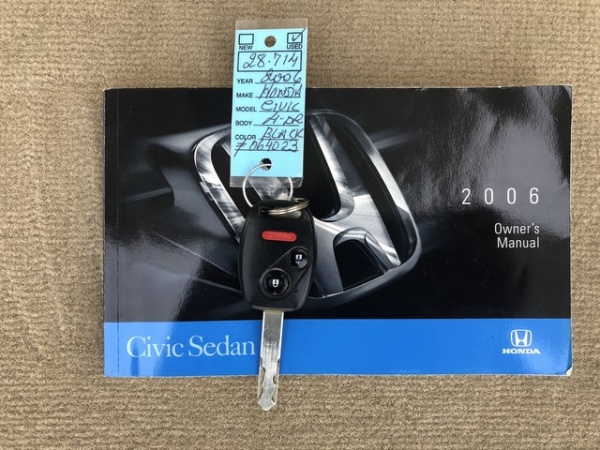 NEW USED
28.714
YEAR 2006
MAKE HONDA
MODEL CIVIC
BODY 4-DR
COLOR BLACK
#064023
2006
Owner's
Manual
Civic Sedan
HONDA